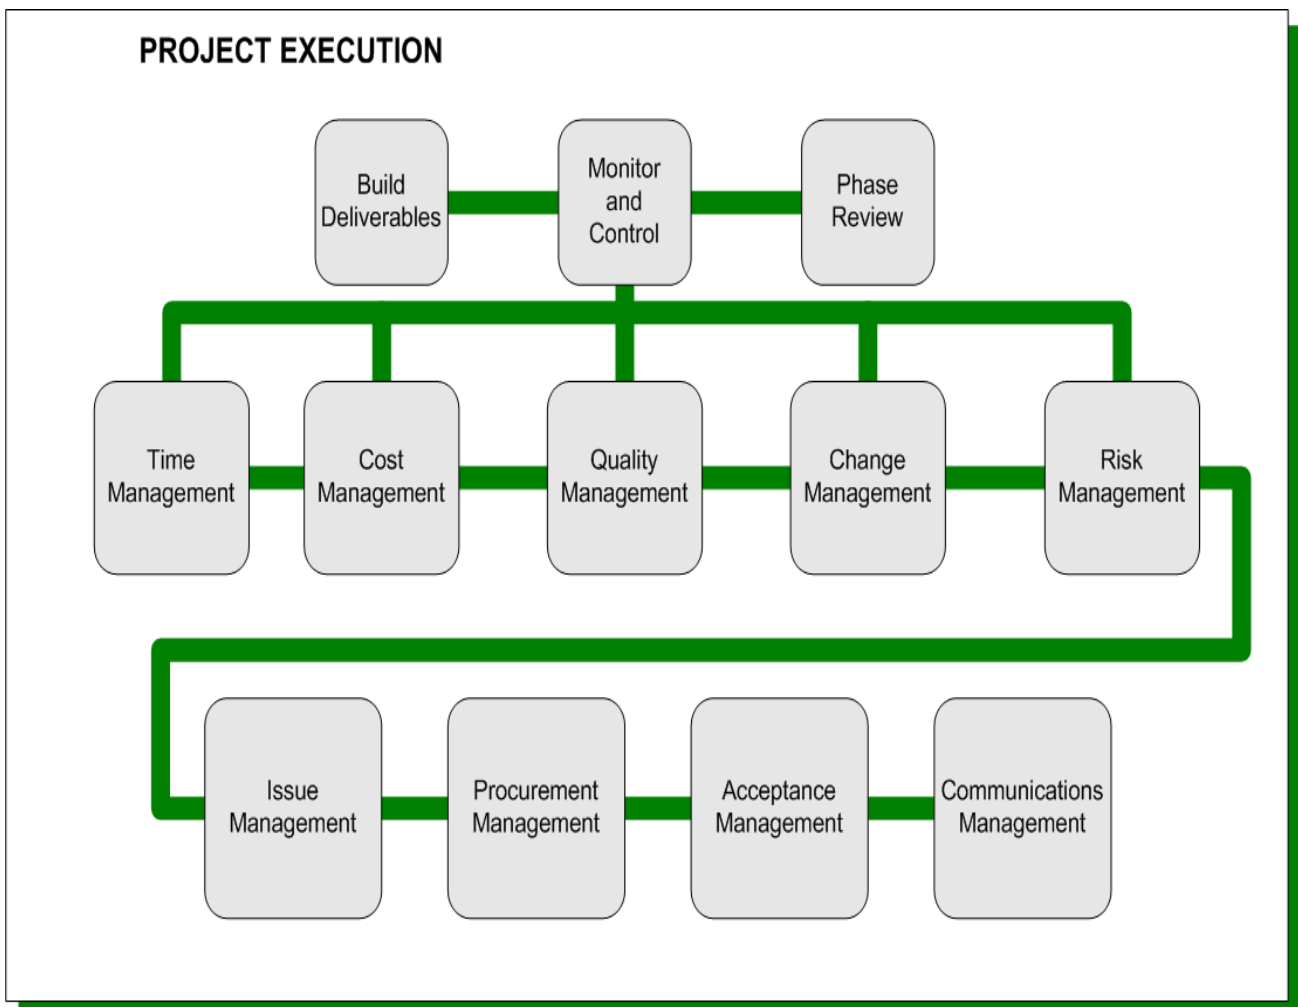 PROJECT EXECUTION
Build
Deliverables
Monitor
and
Control
Phase
Review
Time
Management
Cost
Management
Quality
Management
Change
Management
Risk
Management
Issue
Management
Procurement
Management
Acceptance
Management
Communications
Management